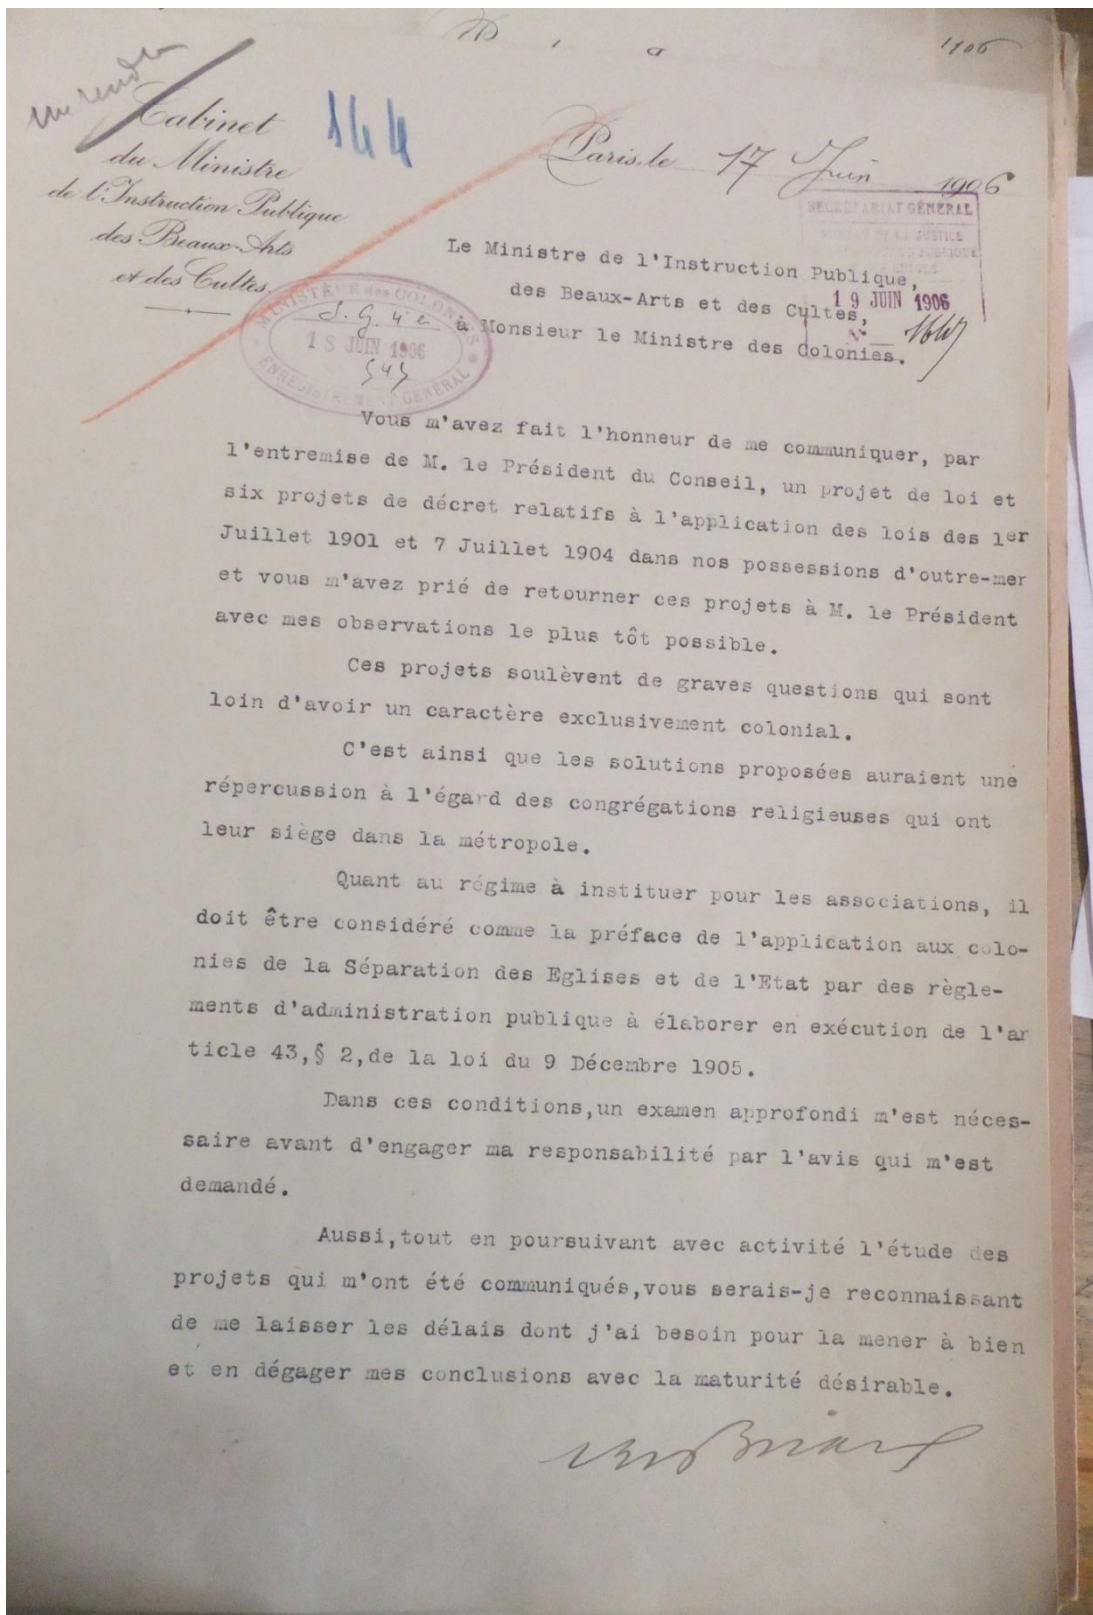 1906
Cabinet
du Ministre
de l'Instruction Publique
des Beaux-Arts
et des Cultes.
144
Paris, le 17 Juin 1906
SECRÉTARIAT GÉNÉRAL
JUSTICE
19 JUIN 1906
Le Ministre de l'Instruction Publique,
des Beaux-Arts et des Cultes,
à Monsieur le Ministre des Colonies.
MINISTÈRE des COLONIES
S. G. 4e
18 JUIN 1906
ENREGISTREMENT GÉNÉRAL
Vous m'avez fait l'honneur de me communiquer, par
l'entremise de M. le Président du Conseil, un projet de loi et
six projets de décret relatifs à l'application des lois des 1er
Juillet 1901 et 7 Juillet 1904 dans nos possessions d'outre-mer
et vous m'avez prié de retourner ces projets à M. le Président
avec mes observations le plus tôt possible.
Ces projets soulèvent de graves questions qui sont
loin d'avoir un caractère exclusivement colonial.
C'est ainsi que les solutions proposées auraient une
répercussion à l'égard des congrégations religieuses qui ont
leur siège dans la métropole.
Quant au régime à instituer pour les associations, il
doit être considéré comme la préface de l'application aux colo-
nies de la Séparation des Eglises et de l'Etat par des règle-
ments d'administration publique à élaborer en exécution de l'ar
ticle 43,§ 2,de la loi du 9 Décembre 1905.
Dans ces conditions,un examen approfondi m'est néces-
saire avant d'engager ma responsabilité par l'avis qui m'est
demandé.
Aussi,tout en poursuivant avec activité l'étude des
projets qui m'ont été communiqués,vous serais-je reconnaissant
de me laisser les délais dont j'ai besoin pour la mener à bien
et en dégager mes conclusions avec la maturité désirable.
Briand